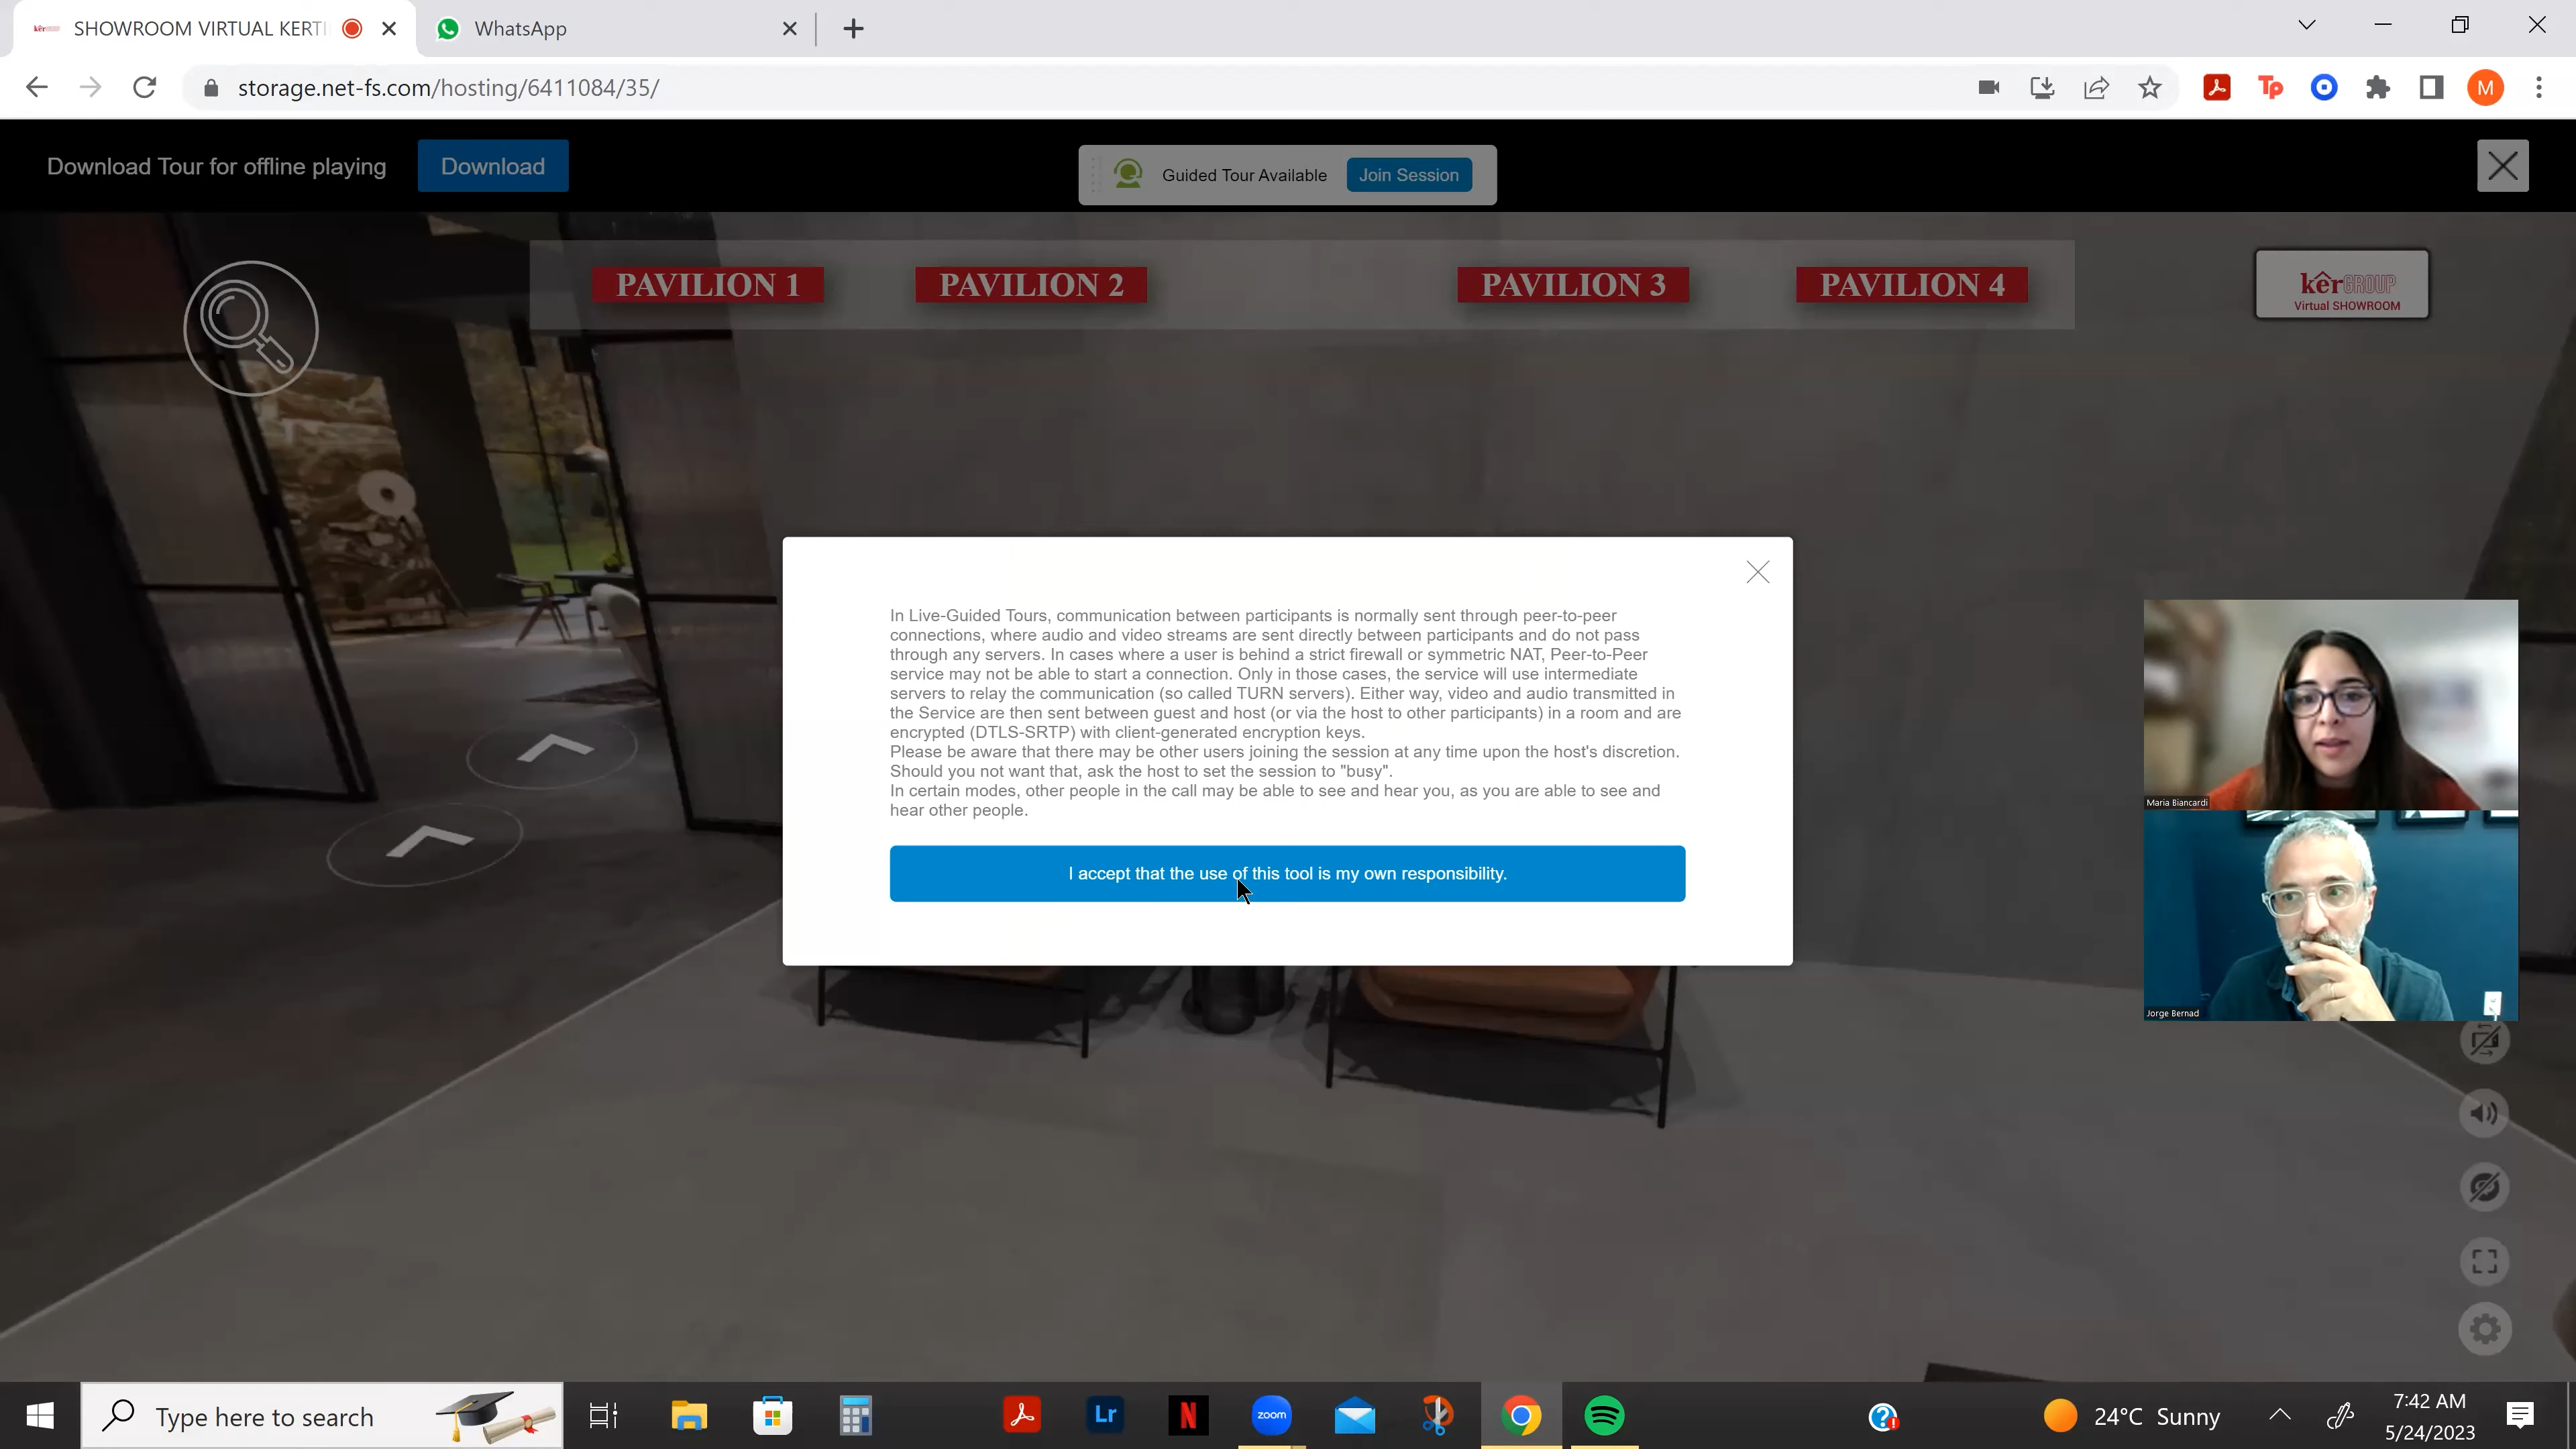 SHOWROOM VIRTUAL KERTI
WhatsApp
storage.net-fs.com/hosting/6411084/35/
Tp
M
Download Tour for offline playing
Download
Guided Tour Available
Join Session
PAVILION 1
PAVILION 2
PAVILION 3
PAVILION 4
kêrGROUP
Virtual SHOWROOM
In Live-Guided Tours, communication between participants is normally sent through peer-to-peer
connections, where audio and video streams are sent directly between participants and do not pass
through any servers. In cases where a user is behind a strict firewall or symmetric NAT, Peer-to-Peer
service may not be able to start a connection. Only in those cases, the service will use intermediate
servers to relay the communication (so called TURN servers). Either way, video and audio transmitted in
the Service are then sent between guest and host (or via the host to other participants) in a room and are
encrypted (DTLS-SRTP) with client-generated encryption keys.
Please be aware that there may be other users joining the session at any time upon the host's discretion.
Should you not want that, ask the host to set the session to "busy".
In certain modes, other people in the call may be able to see and hear you, as you are able to see and
hear other people.
I accept that the use of this tool is my own responsibility.
Maria Biancardi
Jorge Bernad
Type here to search
Lr
N
zoom
24°C Sunny
7:42 AM
5/24/2023